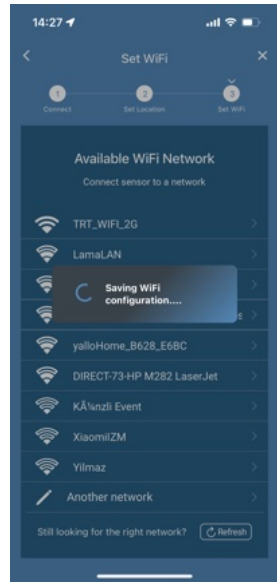 14:27
Set WiFi
1 2 3
Connect Set Location Set WiFi
Available WiFi Network
Connect sensor to a network
TRT_WIFI_2G
LamaLAN
Saving WiFi
configuration....
s
yalloHome_B628_E6BC
DIRECT-73-HP M282 LaserJet
KÃ¼nzli Event
XiaomiIZM
Yilmaz
Another network
Still looking for the right network? Refresh